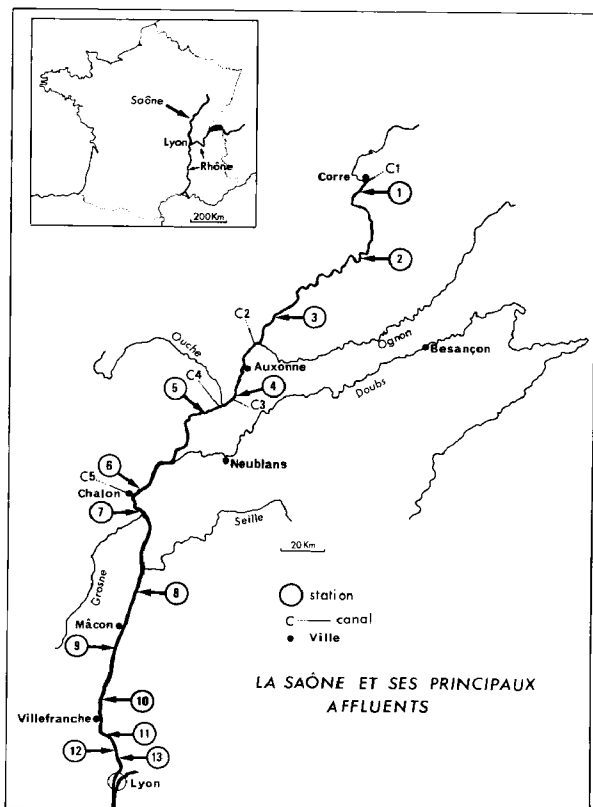 Saône
Lyon
Rhône
200Km
Corre
C1
1
2
3
C2
Ognon
Ouche
Besançon
Auxonne
C4
4
Doubs
5
C3
Neublans
6
C5
Chalon
7
Seille
20 Km
Grosne
8
station
C canal
Ville
Mâcon
9
LA SAÔNE ET SES PRINCIPAUX
AFFLUENTS
10
Villefranche
11
12
13
Lyon